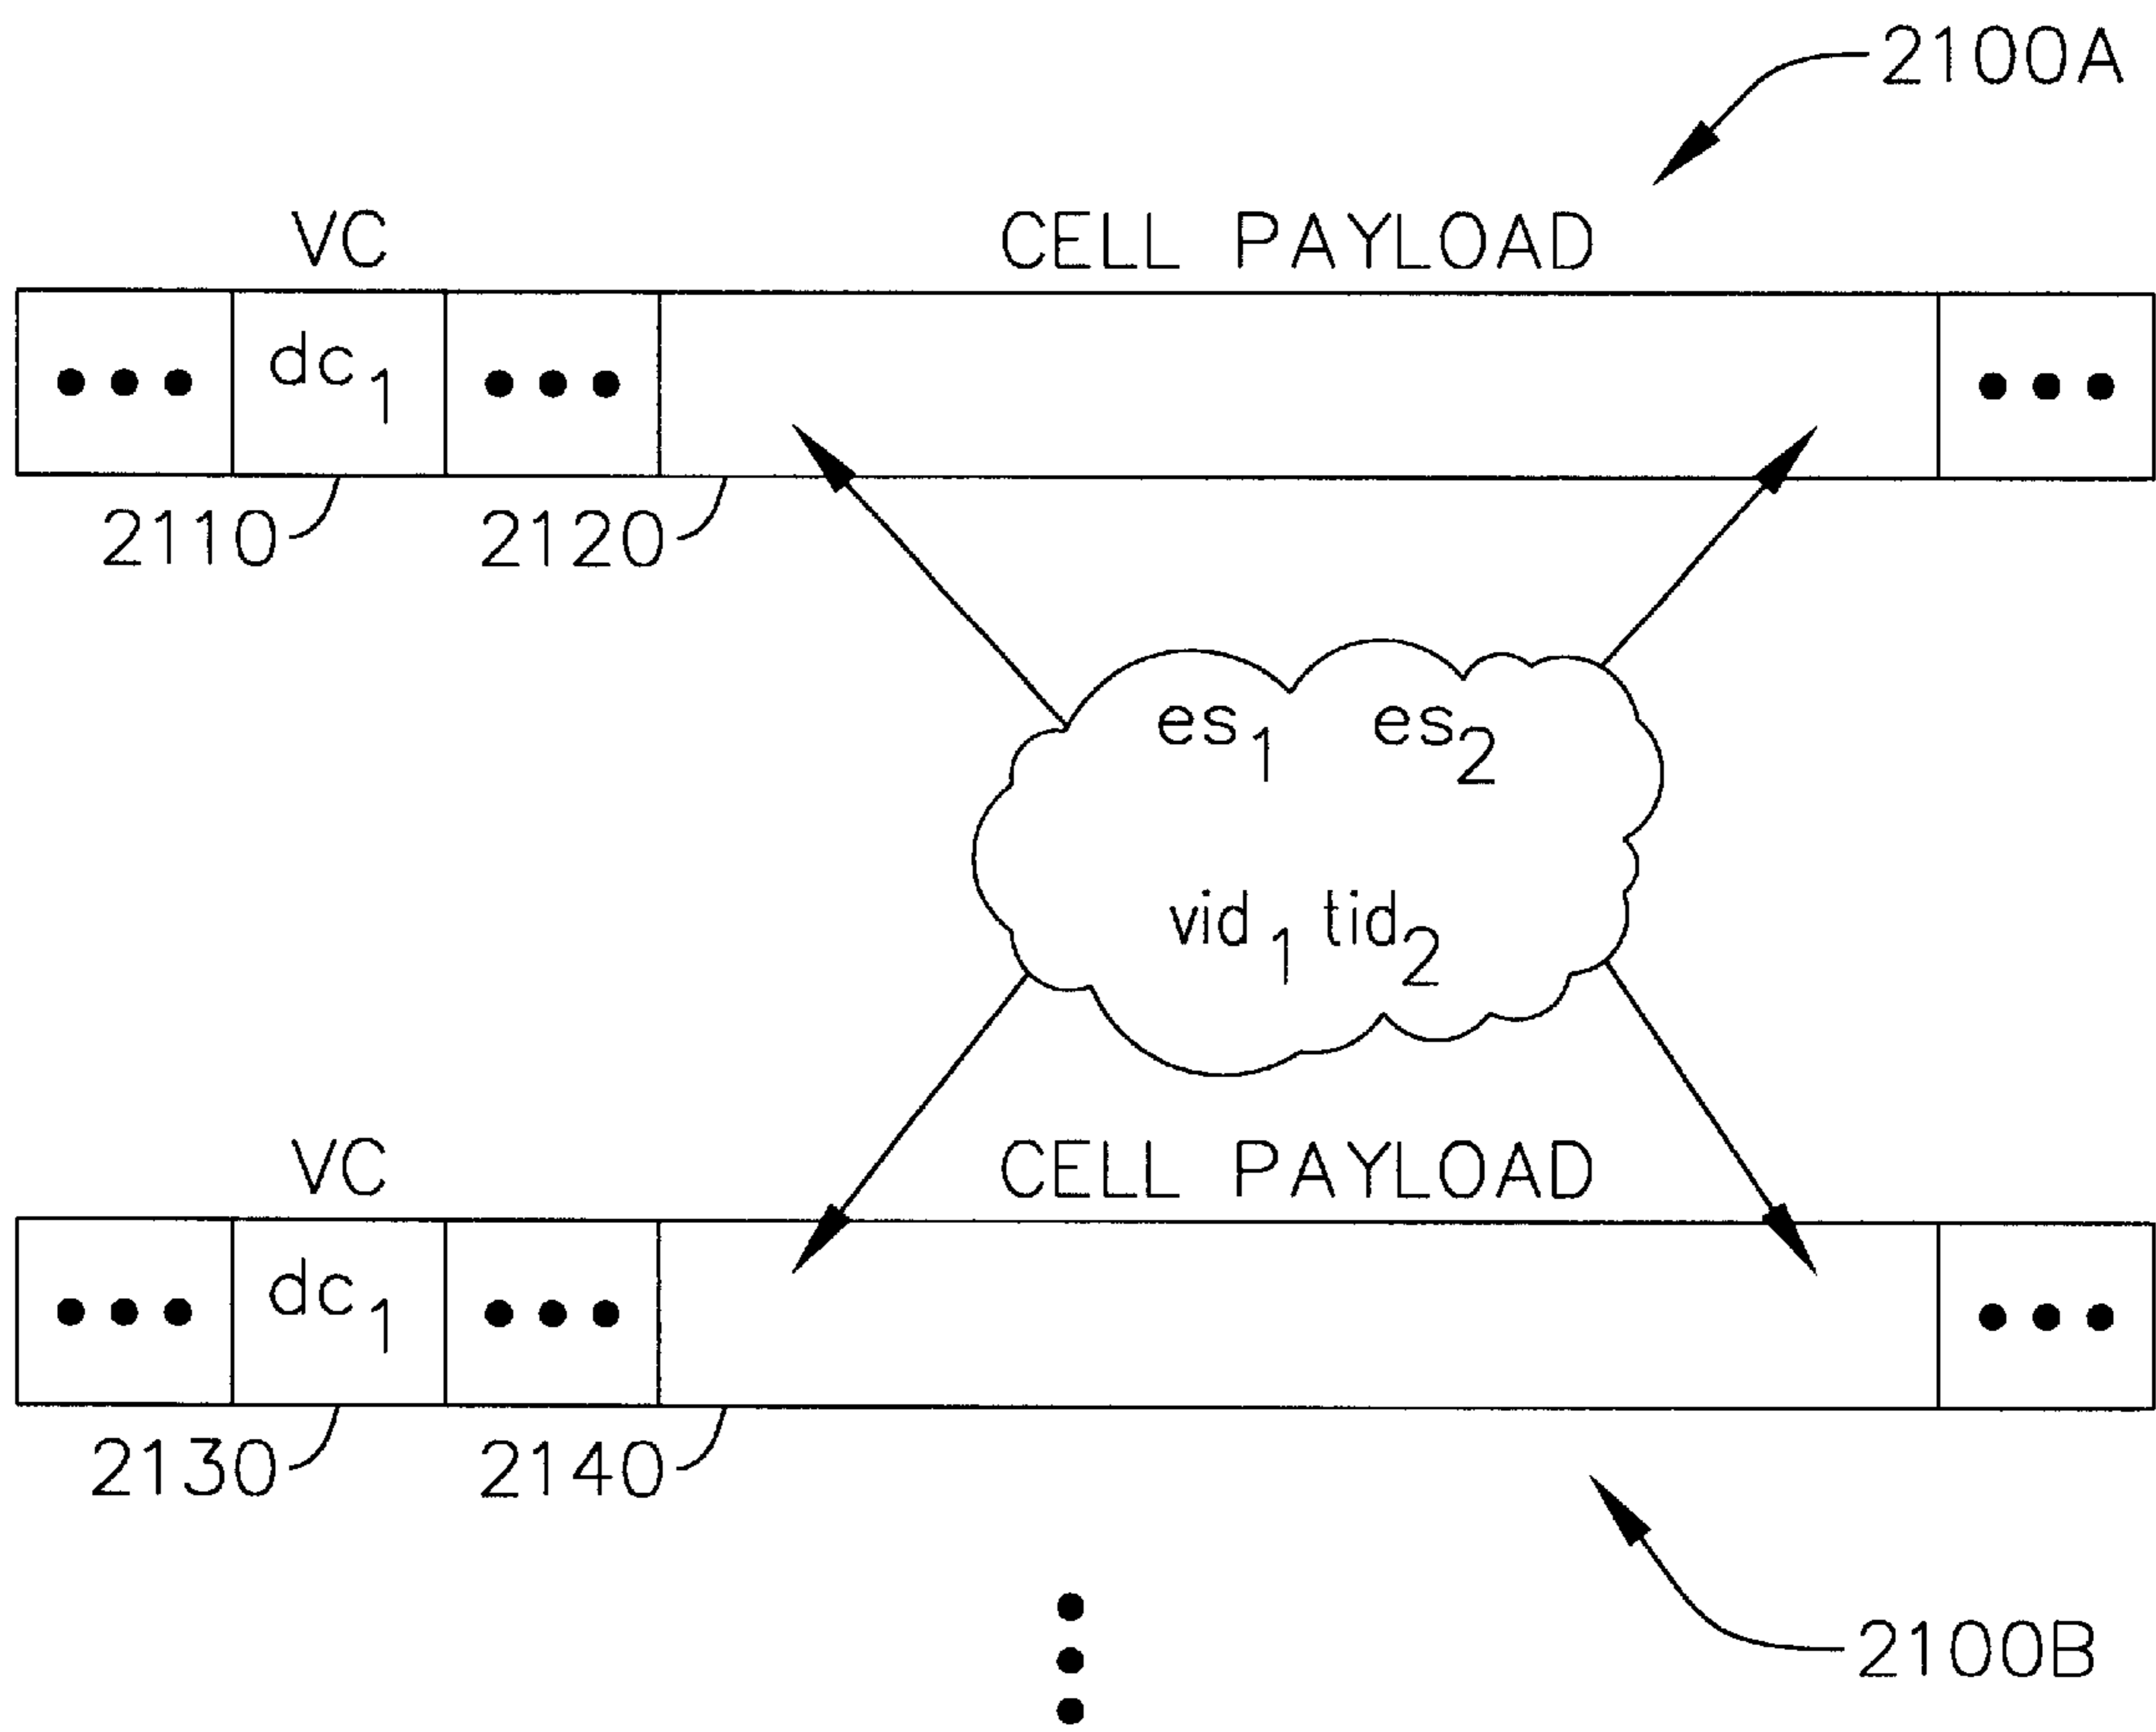 2100A
VC CELL PAYLOAD
dc1
2110 2120
es1 es2
vid1 tid2
VC CELL PAYLOAD
dc1
2130 2140
2100B